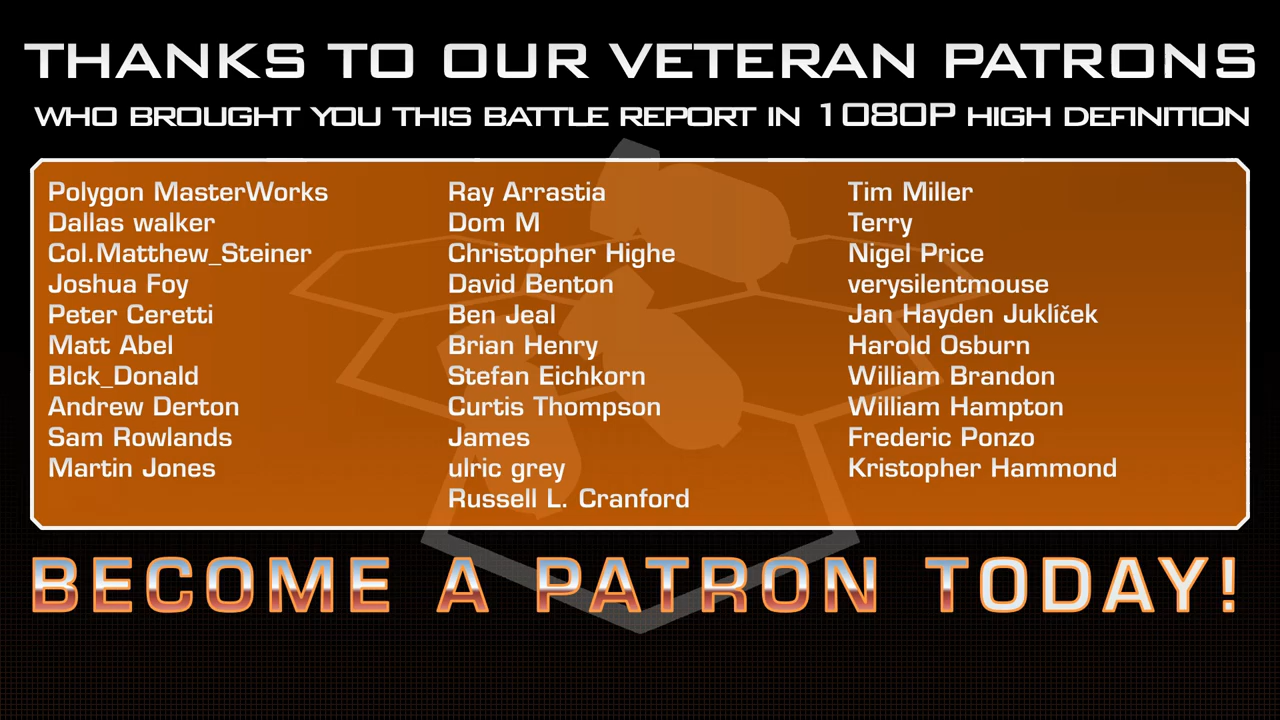 THANKS TO OUR VETERAN PATRONS
WHO BROUGHT YOU THIS BATTLE REPORT IN 1080P HIGH DEFINITION
Polygon MasterWorks
Dallas walker
Col.Matthew_Steiner
Joshua Foy
Peter Ceretti
Matt Abel
Blck_Donald
Andrew Derton
Sam Rowlands
Martin Jones
Ray Arrastia
Dom M
Christopher Highe
David Benton
Ben Jeal
Brian Henry
Stefan Eichkorn
Curtis Thompson
James
ulric grey
Russell L. Cranford
Tim Miller
Terry
Nigel Price
verysilentmouse
Jan Hayden Juklíček
Harold Osburn
William Brandon
William Hampton
Frederic Ponzo
Kristopher Hammond
BECOME A PATRON TODAY!